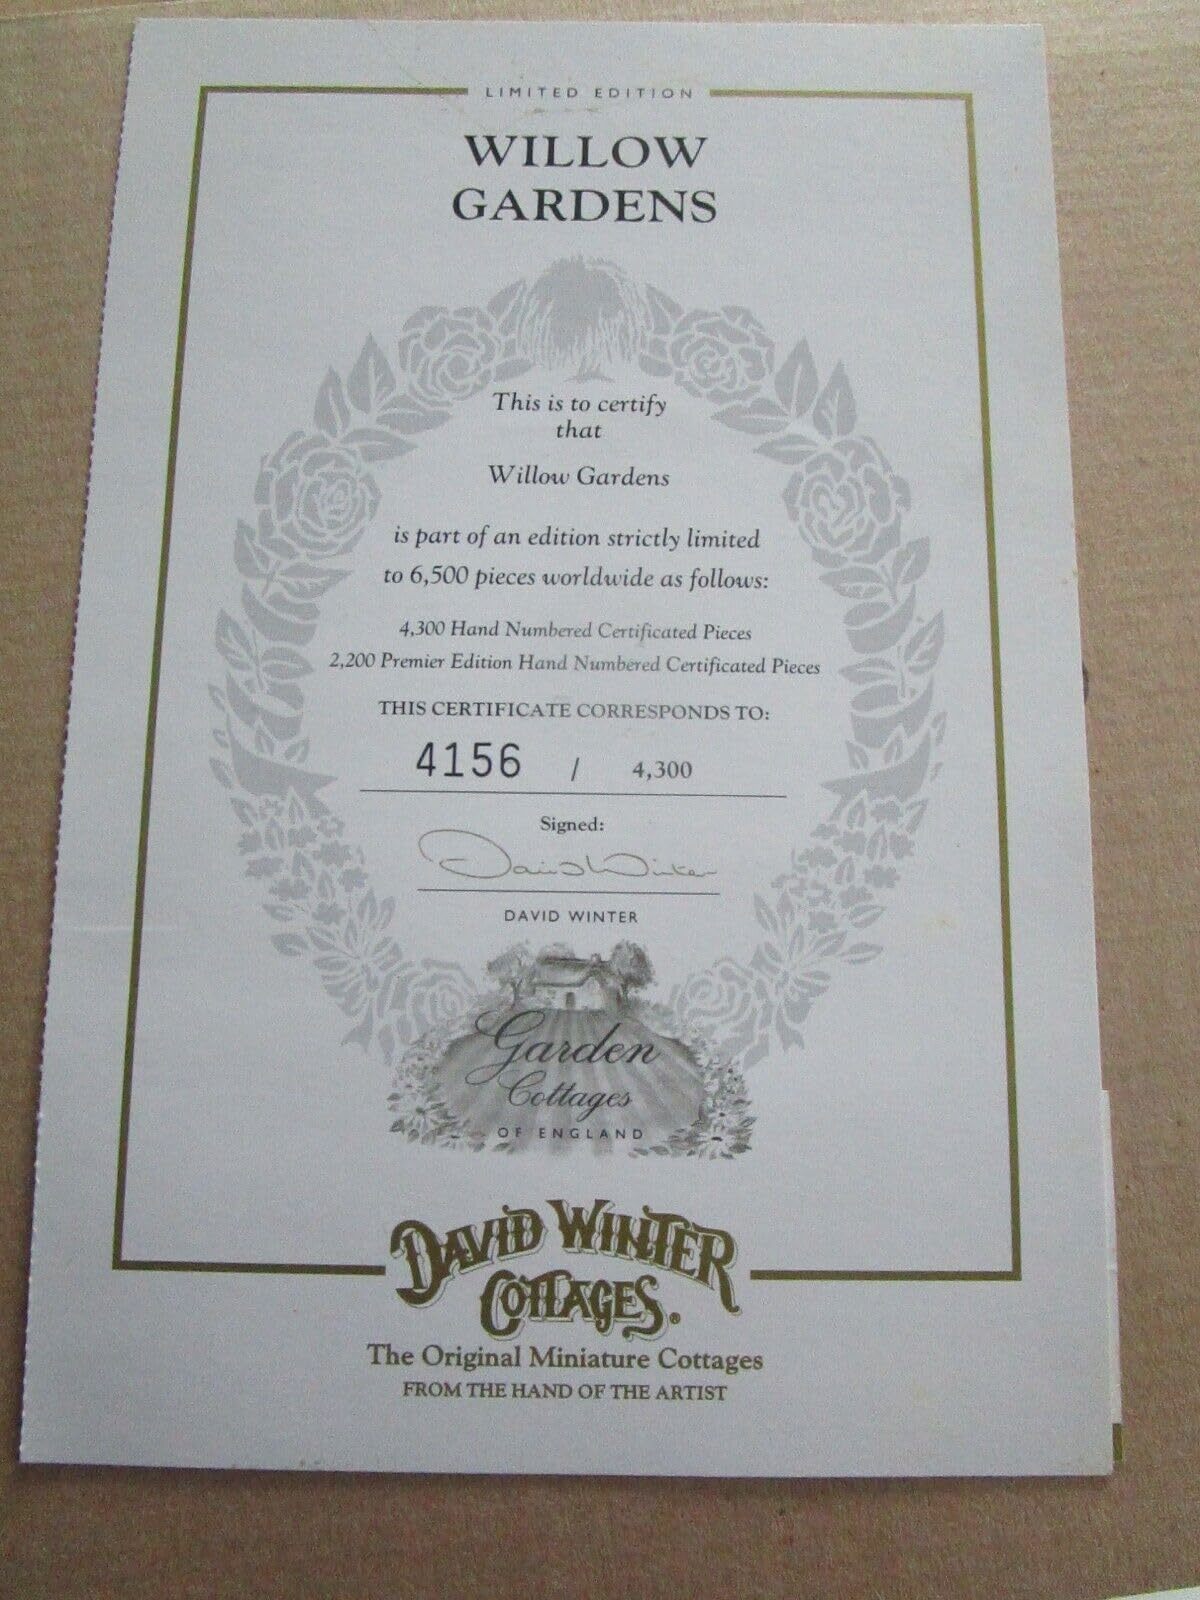 LIMITED EDITION
WILLOW
GARDENS
This is to certify
that
Willow Gardens
is part of an edition strictly limited
to 6,500 pieces worldwide as follows:
4,300 Hand Numbered Certificated Pieces
2,200 Premier Edition Hand Numbered Certificated Pieces
THIS CERTIFICATE CORRESPONDS TO:
4156 / 4,300
Signed:
David Winter
DAVID WINTER
Garden
Cottages
OF ENGLAND
DAVID WINTER
COTTAGES®
The Original Miniature Cottages
FROM THE HAND OF THE ARTIST